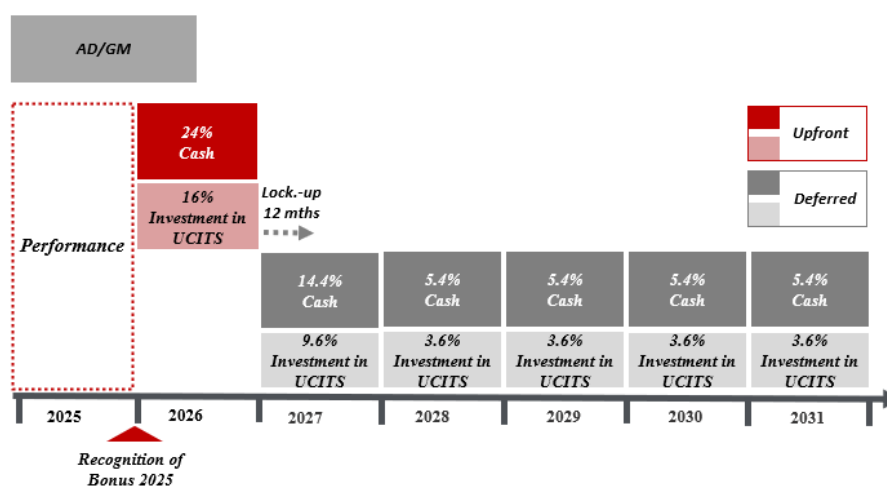 AD/GM
24%
Cash
Upfront
16%
Investment in
UCITS
Lock.-up
12 mths
Deferred
Performance
14.4%
Cash
5.4%
Cash
5.4%
Cash
5.4%
Cash
5.4%
Cash
9.6%
Investment in
UCITS
3.6%
Investment in
UCITS
3.6%
Investment in
UCITS
3.6%
Investment in
UCITS
3.6%
Investment in
UCITS
2025
2026
2027
2028
2029
2030
2031
Recognition of
Bonus 2025